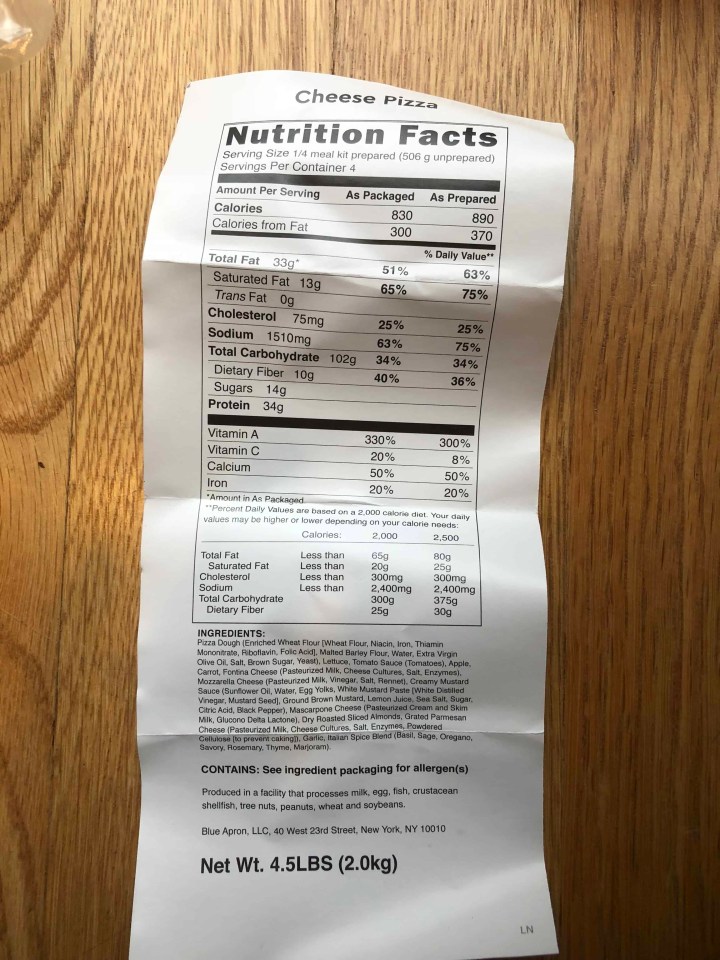 Cheese Pizza
Nutrition Facts
Serving Size 1/4 meal kit prepared (506 g unprepared)
Servings Per Container 4
Amount Per Serving As Packaged As Prepared
Calories 830 890
Calories from Fat 300 370
% Daily Value**
Total Fat 33g* 51% 63%
Saturated Fat 13g 65% 75%
Trans Fat 0g
Cholesterol 75mg 25% 25%
Sodium 1510mg 63% 75%
Total Carbohydrate 102g 34% 34%
Dietary Fiber 10g 40% 36%
Sugars 14g
Protein 34g
Vitamin A 330% 300%
Vitamin C 20% 8%
Calcium 50% 50%
Iron 20% 20%
*Amount in As Packaged
**Percent Daily Values are based on a 2,000 calorie diet. Your daily
values may be higher or lower depending on your calorie needs:
Calories: 2,000 2,500
Total Fat Less than 65g 80g
Saturated Fat Less than 20g 25g
Cholesterol Less than 300mg 300mg
Sodium Less than 2,400mg 2,400mg
Total Carbohydrate 300g 375g
Dietary Fiber 25g 30g
INGREDIENTS:
Pizza Dough (Enriched Wheat Flour [Wheat Flour, Niacin, Iron, Thiamin
Mononitrate, Riboflavin, Folic Acid], Malted Barley Flour, Water, Extra Virgin
Olive Oil, Salt, Brown Sugar, Yeast), Lettuce, Tomato Sauce (Tomatoes), Apple,
Carrot, Fontina Cheese (Pasteurized Milk, Cheese Cultures, Salt, Enzymes),
Mozzarella Cheese (Pasteurized Milk, Vinegar, Salt, Rennet), Creamy Mustard
Sauce (Sunflower Oil, Water, Egg Yolks, White Mustard Paste [White Distilled
Vinegar, Mustard Seed], Ground Brown Mustard, Lemon Juice, Sea Salt, Sugar,
Citric Acid, Black Pepper), Mascarpone Cheese (Pasteurized Cream and Skim
Milk, Glucono Delta Lactone), Dry Roasted Sliced Almonds, Grated Parmesan
Cheese (Pasteurized Milk, Cheese Cultures, Salt, Enzymes, Powdered
Cellulose [to prevent caking]), Garlic, Italian Spice Blend (Basil, Sage, Oregano,
Savory, Rosemary, Thyme, Marjoram).
CONTAINS: See ingredient packaging for allergen(s)
Produced in a facility that processes milk, egg, fish, crustacean
shellfish, tree nuts, peanuts, wheat and soybeans.
Blue Apron, LLC, 40 West 23rd Street, New York, NY 10010
Net Wt. 4.5LBS (2.0kg)
LN